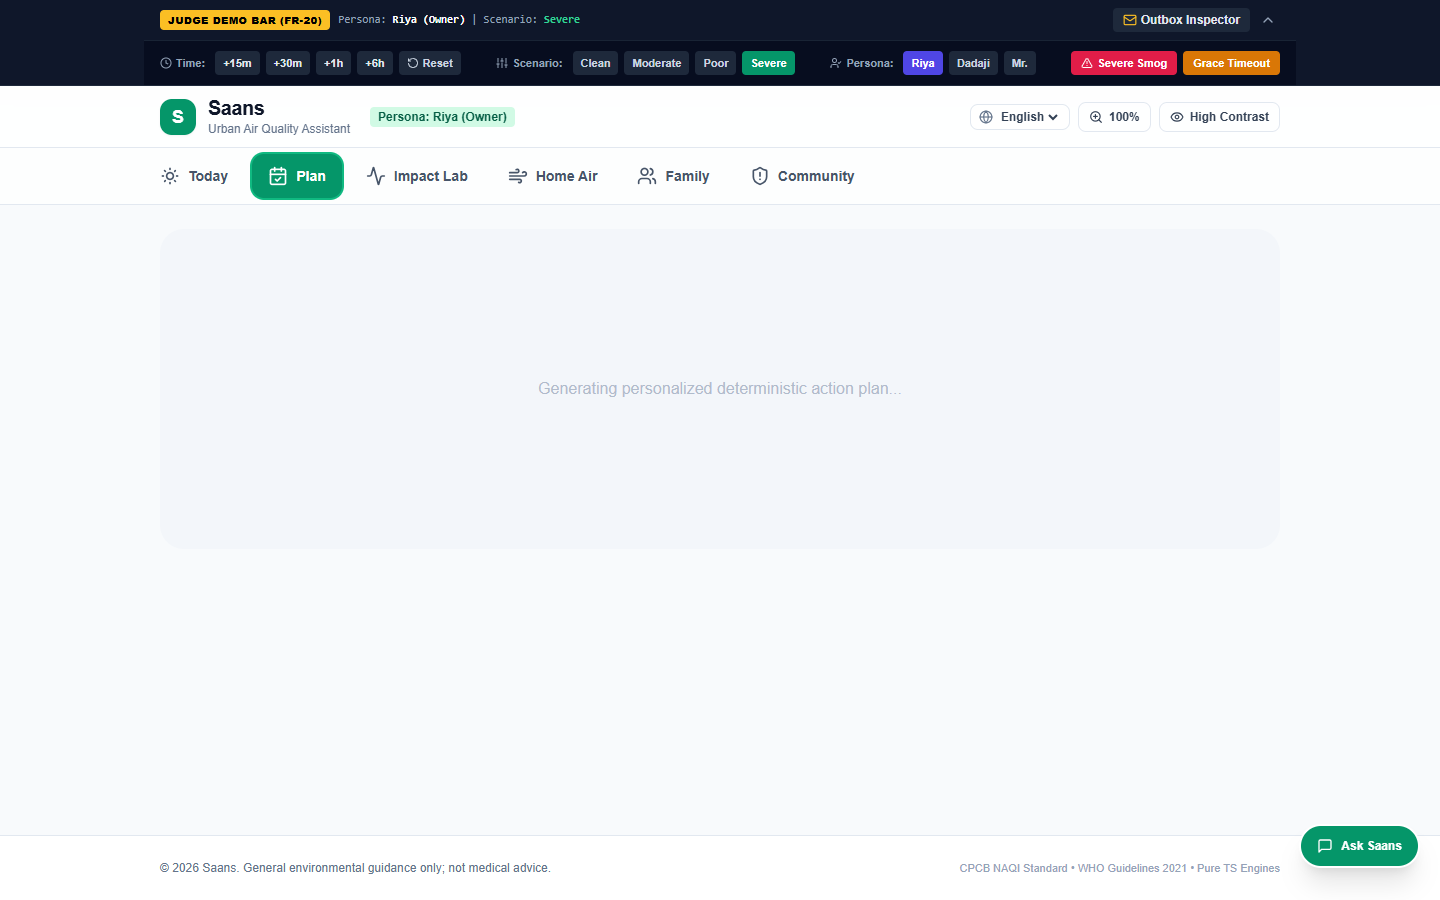 JUDGE DEMO BAR (FR-20) Persona: Riya (Owner) | Scenario: Severe Outbox Inspector
Time: +15m +30m +1h +6h Reset Scenario: Clean Moderate Poor Severe Persona: Riya Dadaji Mr. Severe Smog Grace Timeout
S Saans Persona: Riya (Owner) English 100% High Contrast
Urban Air Quality Assistant
Today Plan Impact Lab Home Air Family Community
Generating personalized deterministic action plan...
Ask Saans
© 2026 Saans. General environmental guidance only; not medical advice. CPCB NAQI Standard • WHO Guidelines 2021 • Pure TS Engines